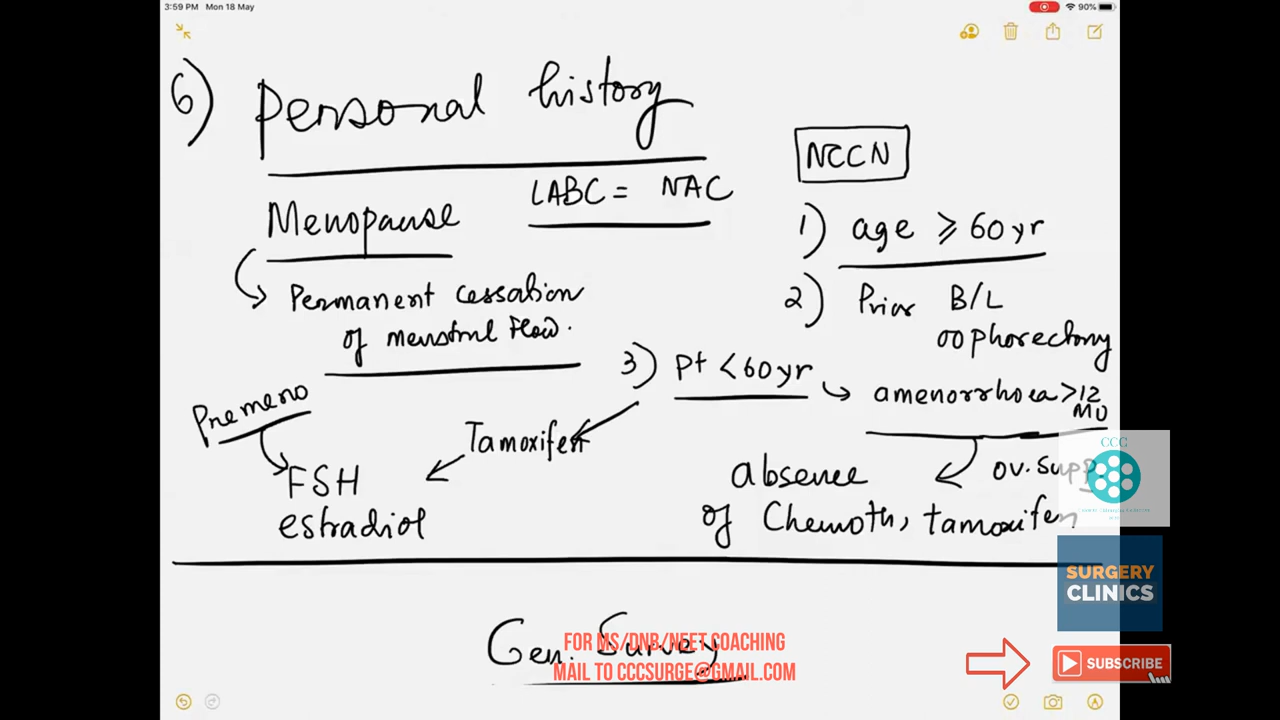 3:59 PM Mon 18 May
90%
6) Personal history
NCCN
LABC = NAC
Menopause
1) age ⩾ 60 yr
Permanent cessation
of menstrual flow.
2) Prior B/L
oophorectomy
3) Pt < 60 yr
amenorrhoea > 12
MO
Premeno
Tamoxifen
FSH
estradiol
absence
ov. supp.
of Chemoth, tamoxifen
CCC
SURGERY
CLINICS
Gen. Survey
FOR MS/DNB/NEET COACHING
MAIL TO CCCSURGE@GMAIL.COM
SUBSCRIBE